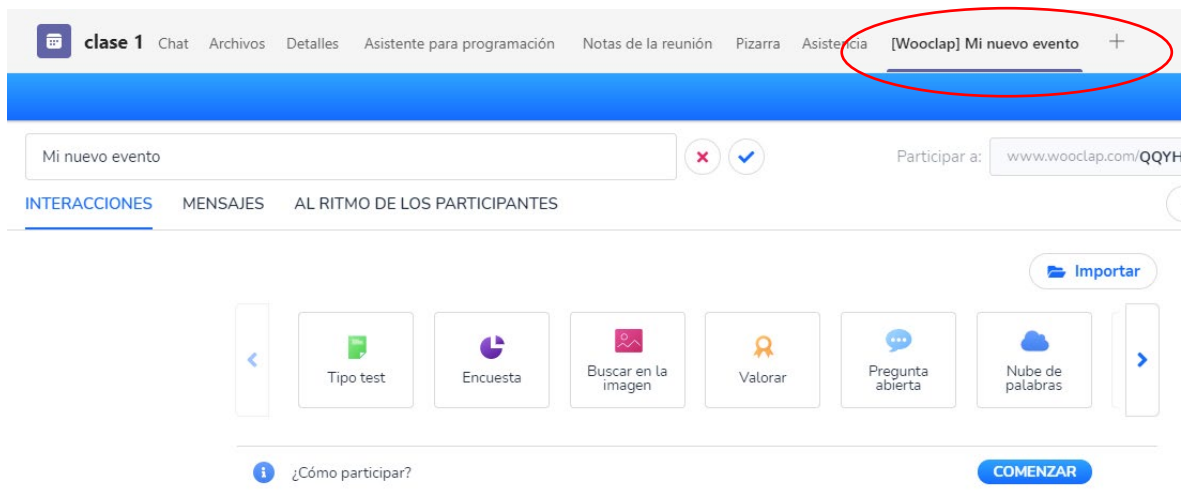 clase 1 Chat Archivos Detalles Asistente para programación Notas de la reunión Pizarra Asistencia [Wooclap] Mi nuevo evento +
Mi nuevo evento Participar a: www.wooclap.com/QQYH
INTERACCIONES MENSAJES AL RITMO DE LOS PARTICIPANTES
Importar
Tipo test
Encuesta
Buscar en la
imagen
Valorar
Pregunta
abierta
Nube de
palabras
¿Cómo participar? COMENZAR